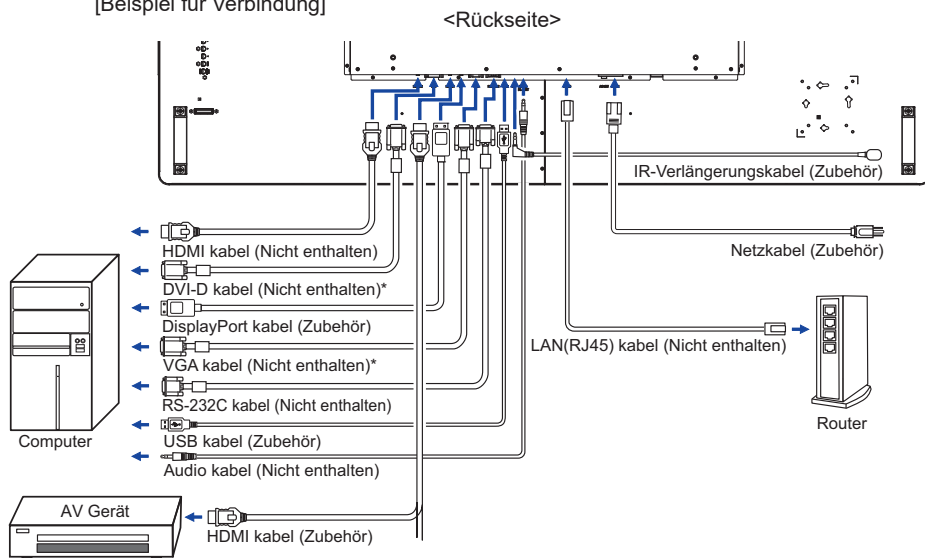 [Beispiel für Verbindung]
<Rückseite>
IR-Verlängerungskabel (Zubehör)
HDMI kabel (Nicht enthalten)
Netzkabel (Zubehör)
DVI-D kabel (Nicht enthalten)*
DisplayPort kabel (Zubehör)
LAN(RJ45) kabel (Nicht enthalten)
VGA kabel (Nicht enthalten)*
RS-232C kabel (Nicht enthalten)
Router
Computer
USB kabel (Zubehör)
Audio kabel (Nicht enthalten)
AV Gerät
HDMI kabel (Zubehör)